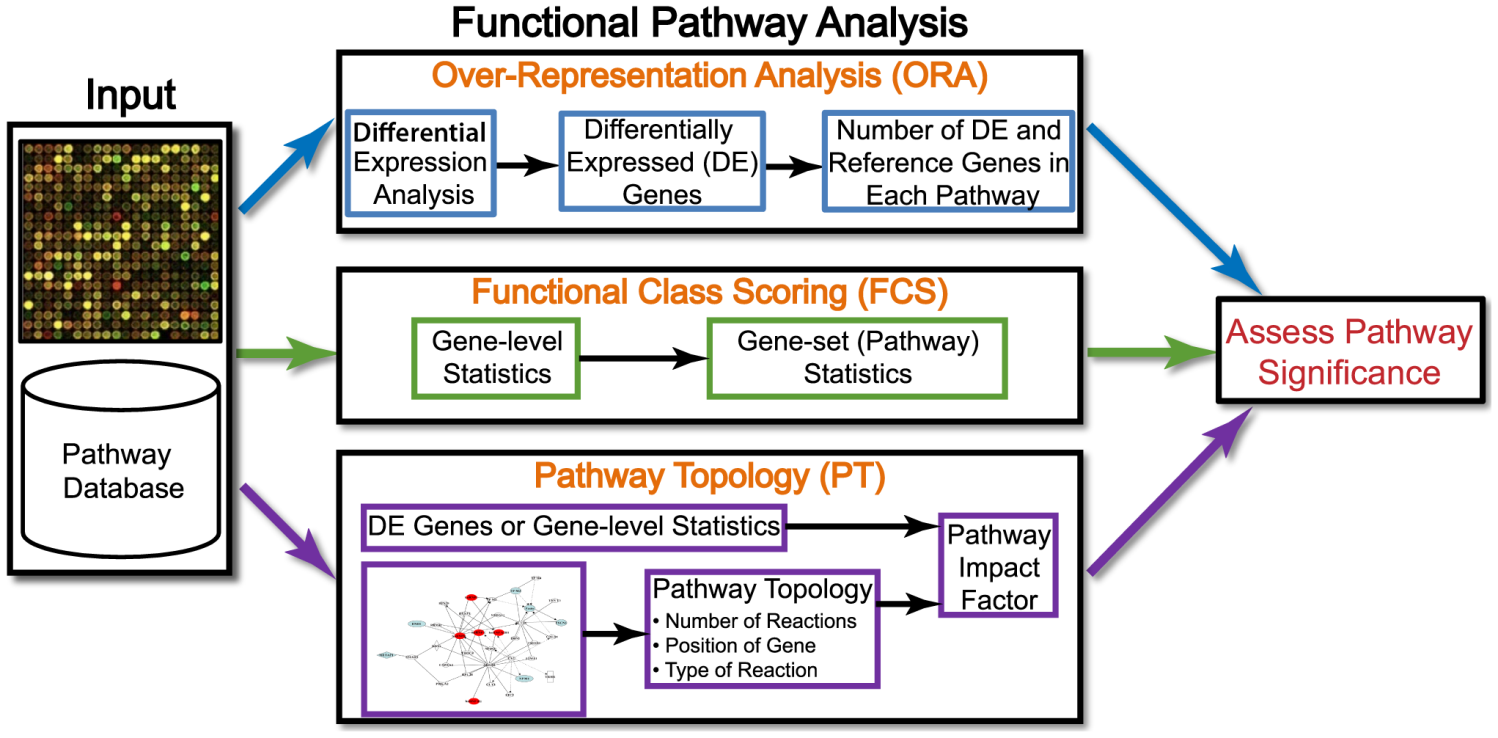 Functional Pathway Analysis
Input
Pathway
Database
Over-Representation Analysis (ORA)
Differential
Expression
Analysis
Differentially
Expressed (DE)
Genes
Number of DE and
Reference Genes in
Each Pathway
Functional Class Scoring (FCS)
Gene-level
Statistics
Gene-set (Pathway)
Statistics
Pathway Topology (PT)
DE Genes or Gene-level Statistics
Pathway Topology
• Number of Reactions
• Position of Gene
• Type of Reaction
Pathway
Impact
Factor
Assess Pathway
Significance